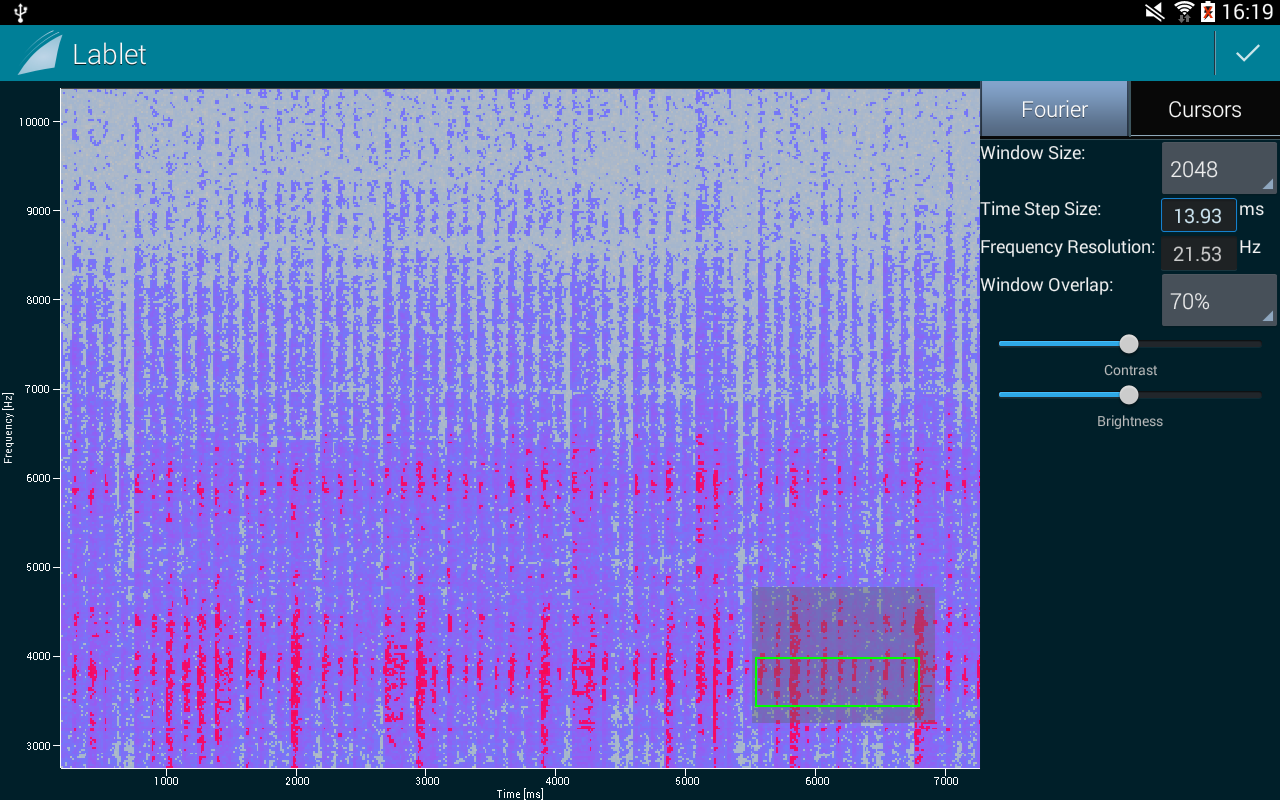 16:19
Lablet
Fourier Cursors
Window Size: 2048
Time Step Size: 13.93 ms
Frequency Resolution: 21.53 Hz
Window Overlap: 70%
Contrast
Brightness
Frequency [Hz]
10000
9000
8000
7000
6000
5000
4000
3000
1000 2000 3000 4000 5000 6000 7000
Time [ms]